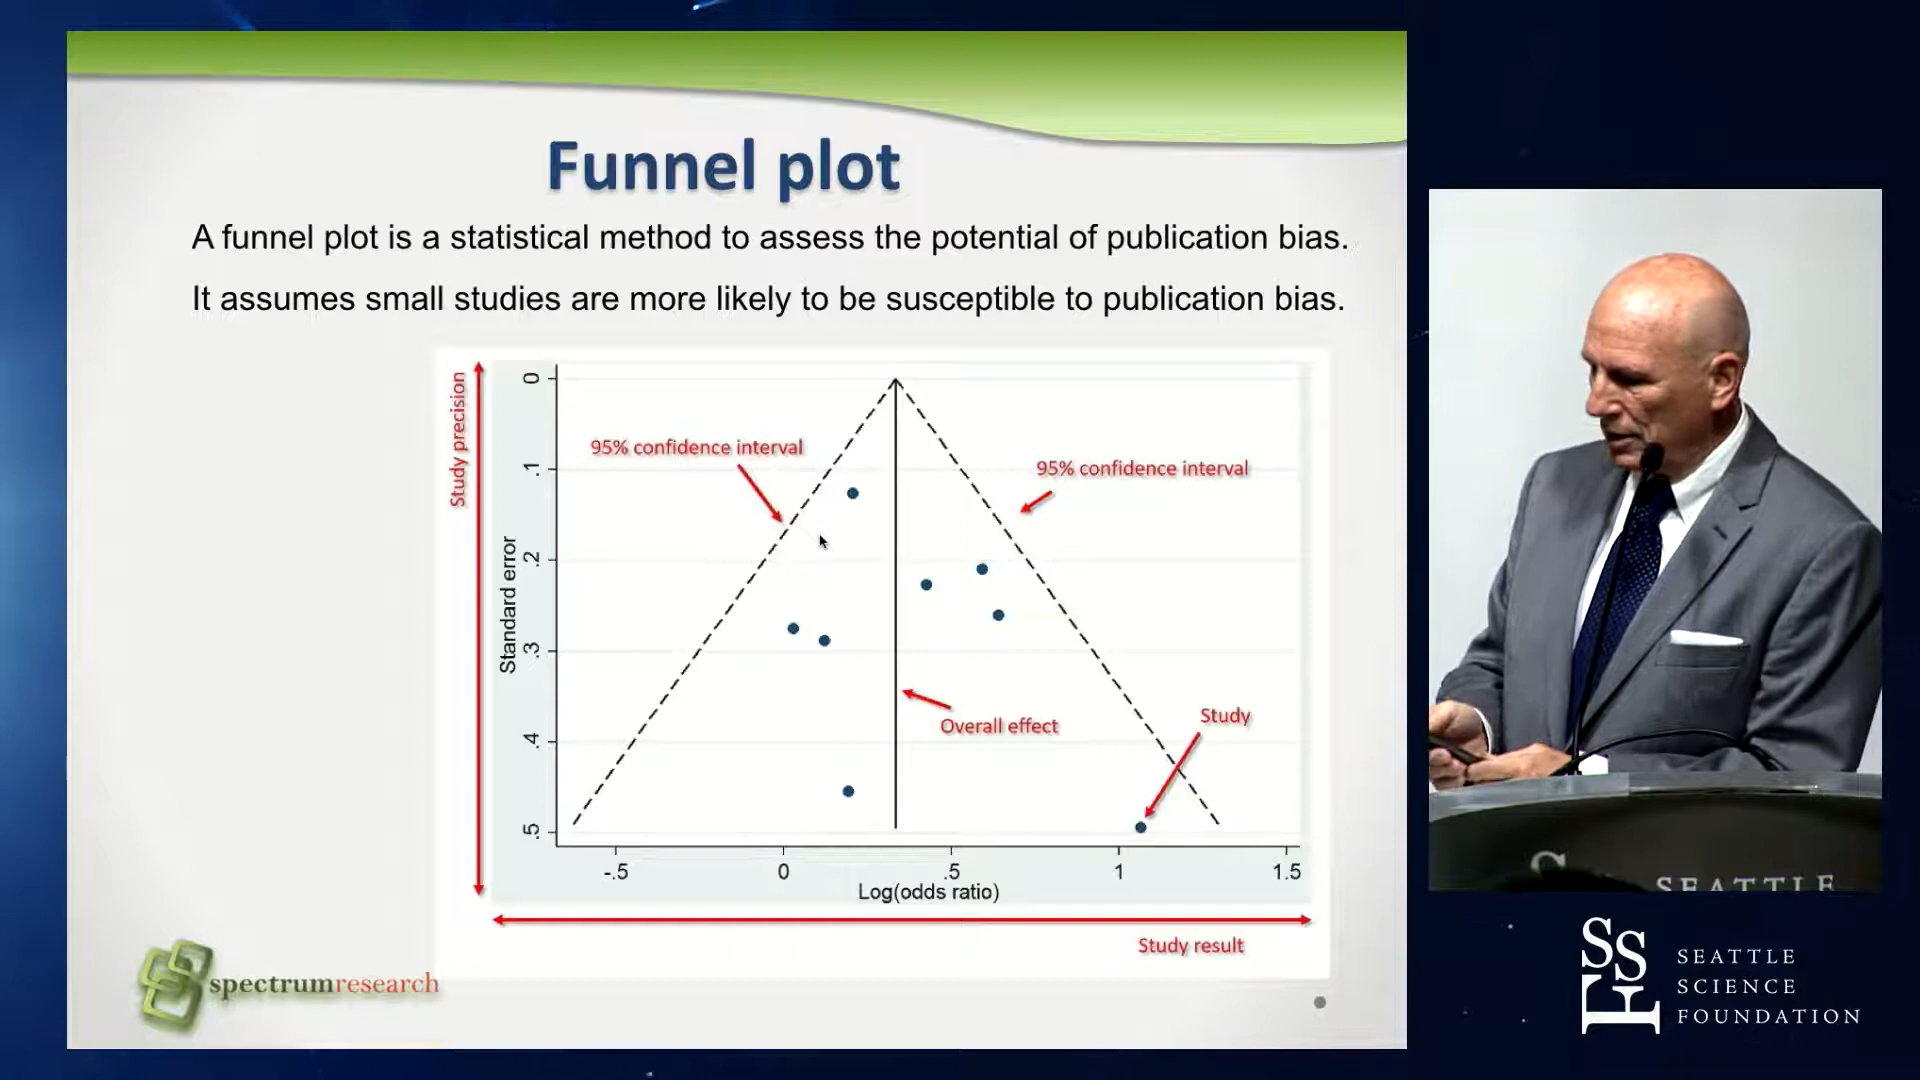 Funnel plot
A funnel plot is a statistical method to assess the potential of publication bias.
It assumes small studies are more likely to be susceptible to publication bias.
Study precision
Standard error
0
.1
.2
.3
.4
.5
95% confidence interval
95% confidence interval
Overall effect
Study
-.5
0
.5
1
1.5
Log(odds ratio)
Study result
spectrumresearch
SEATTLE
SSF
SEATTLE
SCIENCE
FOUNDATION